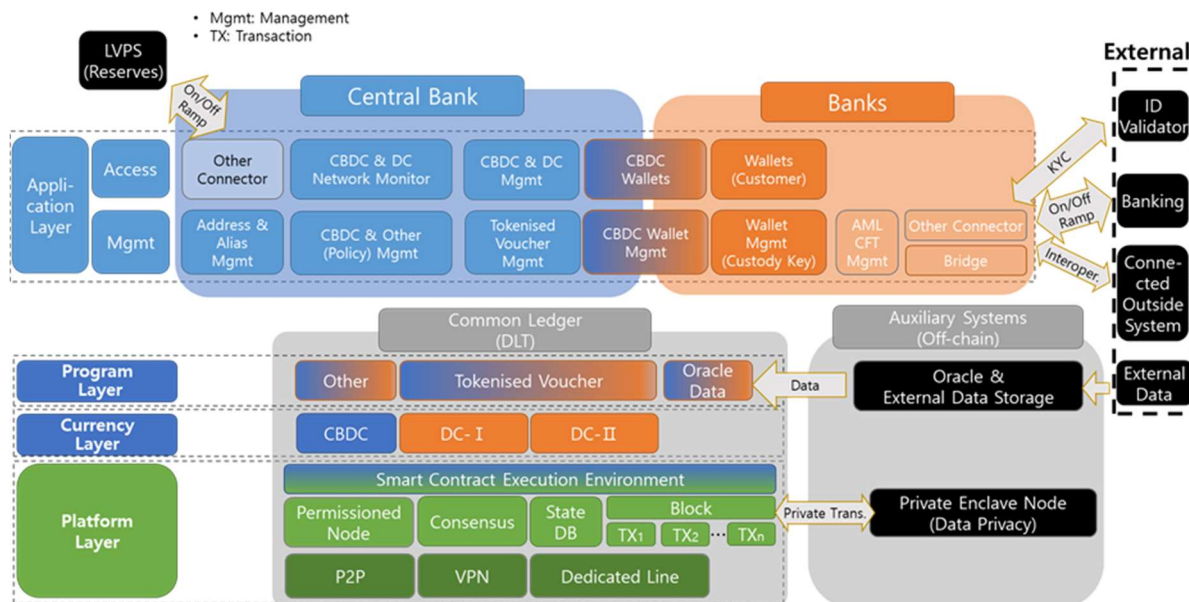 • Mgmt: Management
• TX: Transaction
LVPS
(Reserves)
On/Off
Ramp
External
Central Bank
Banks
ID
Validator
KYC
Appli-
cation
Layer
Access
Other
Connector
CBDC & DC
Network Monitor
CBDC & DC
Mgmt
CBDC
Wallets
Wallets
(Customer)
On/Off
Ramp
Banking
Mgmt
Address &
Alias
Mgmt
CBDC & Other
(Policy) Mgmt
Tokenised
Voucher
Mgmt
CBDC Wallet
Mgmt
Wallet
Mgmt
(Custody Key)
AML
CFT
Mgmt
Other Connector
Bridge
Interoper.
Conne-
cted
Outside
System
Common Ledger
(DLT)
Auxiliary Systems
(Off-chain)
Program
Layer
Other
Tokenised Voucher
Oracle
Data
Data
Oracle &
External Data Storage
External
Data
Currency
Layer
CBDC
DC-Ⅰ
DC-Ⅱ
Platform
Layer
Smart Contract Execution Environment
Permissioned
Node
Consensus
State
DB
Block
TX1
TX2
...
TXn
Private Trans.
Private Enclave Node
(Data Privacy)
P2P
VPN
Dedicated Line